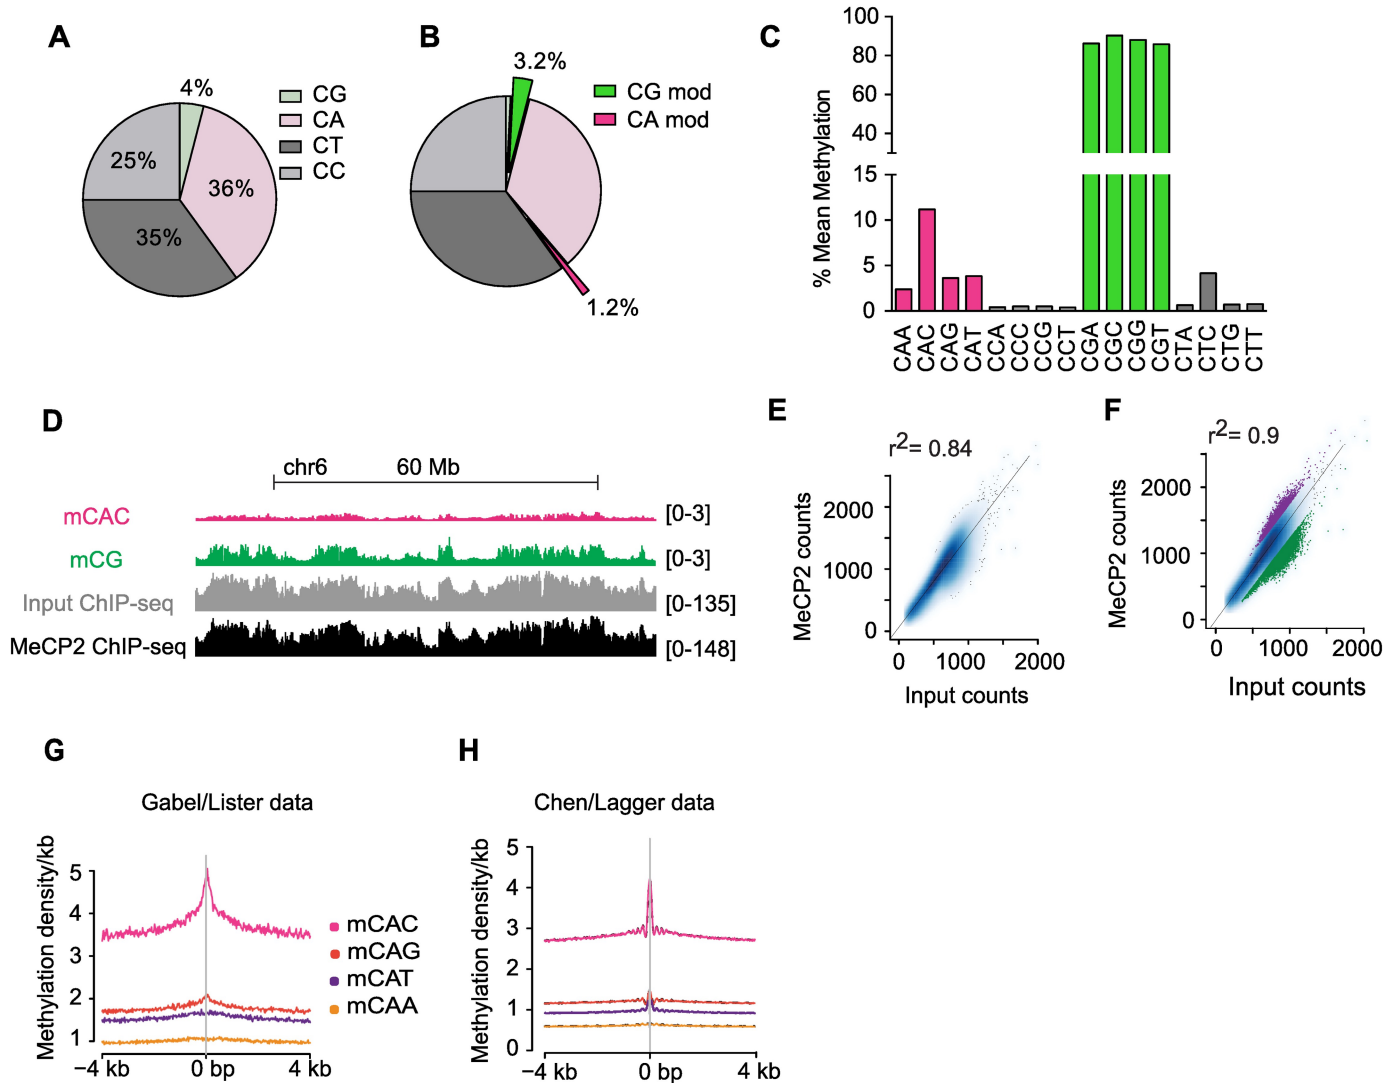 A
4%
25%
36%
35%
CG
CA
CT
CC
B
3.2%
1.2%
CG mod
CA mod
C
% Mean Methylation
100
80
60
40
15
10
5
0
CAA
CAC
CAG
CAT
CCA
CCC
CCG
CCT
CGA
CGC
CGG
CGT
CTA
CTC
CTG
CTT
D
chr6 60 Mb
mCAC [0-3]
mCG [0-3]
Input ChIP-seq [0-135]
MeCP2 ChIP-seq [0-148]
E
r2= 0.84
MeCP2 counts
2000
1000
0
0 1000 2000
Input counts
F
r2= 0.9
MeCP2 counts
2000
1000
0
0 1000 2000
Input counts
G
Gabel/Lister data
Methylation density/kb
5
4
3
2
1
−4 kb 0 bp 4 kb
mCAC
mCAG
mCAT
mCAA
H
Chen/Lagger data
Methylation density/kb
5
4
3
2
1
0
−4 kb 0 bp 4 kb